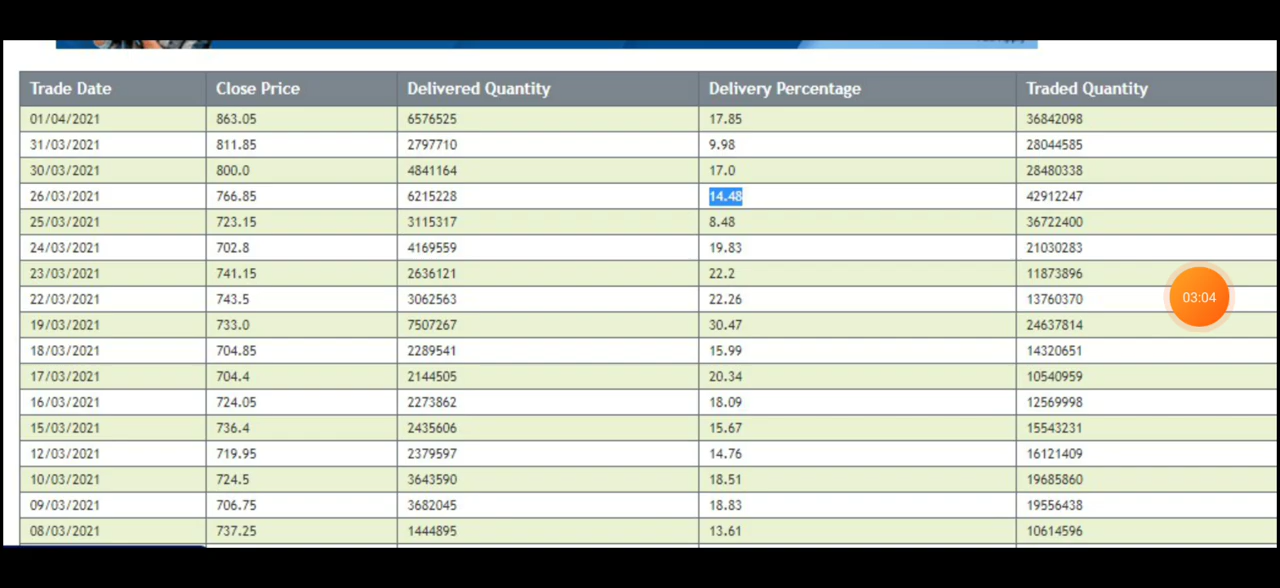 Trade Date Close Price Delivered Quantity Delivery Percentage Traded Quantity
01/04/2021 863.05 6576525 17.85 36842098
31/03/2021 811.85 2797710 9.98 28044585
30/03/2021 800.0 4841164 17.0 28480338
26/03/2021 766.85 6215228 14.48 42912247
25/03/2021 723.15 3115317 8.48 36722400
24/03/2021 702.8 4169559 19.83 21030283
23/03/2021 741.15 2636121 22.2 11873896
22/03/2021 743.5 3062563 22.26 13760370
03:04
19/03/2021 733.0 7507267 30.47 24637814
18/03/2021 704.85 2289541 15.99 14320651
17/03/2021 704.4 2144505 20.34 10540959
16/03/2021 724.05 2273862 18.09 12569998
15/03/2021 736.4 2435606 15.67 15543231
12/03/2021 719.95 2379597 14.76 16121409
10/03/2021 724.5 3643590 18.51 19685860
09/03/2021 706.75 3682045 18.83 19556438
08/03/2021 737.25 1444895 13.61 10614596